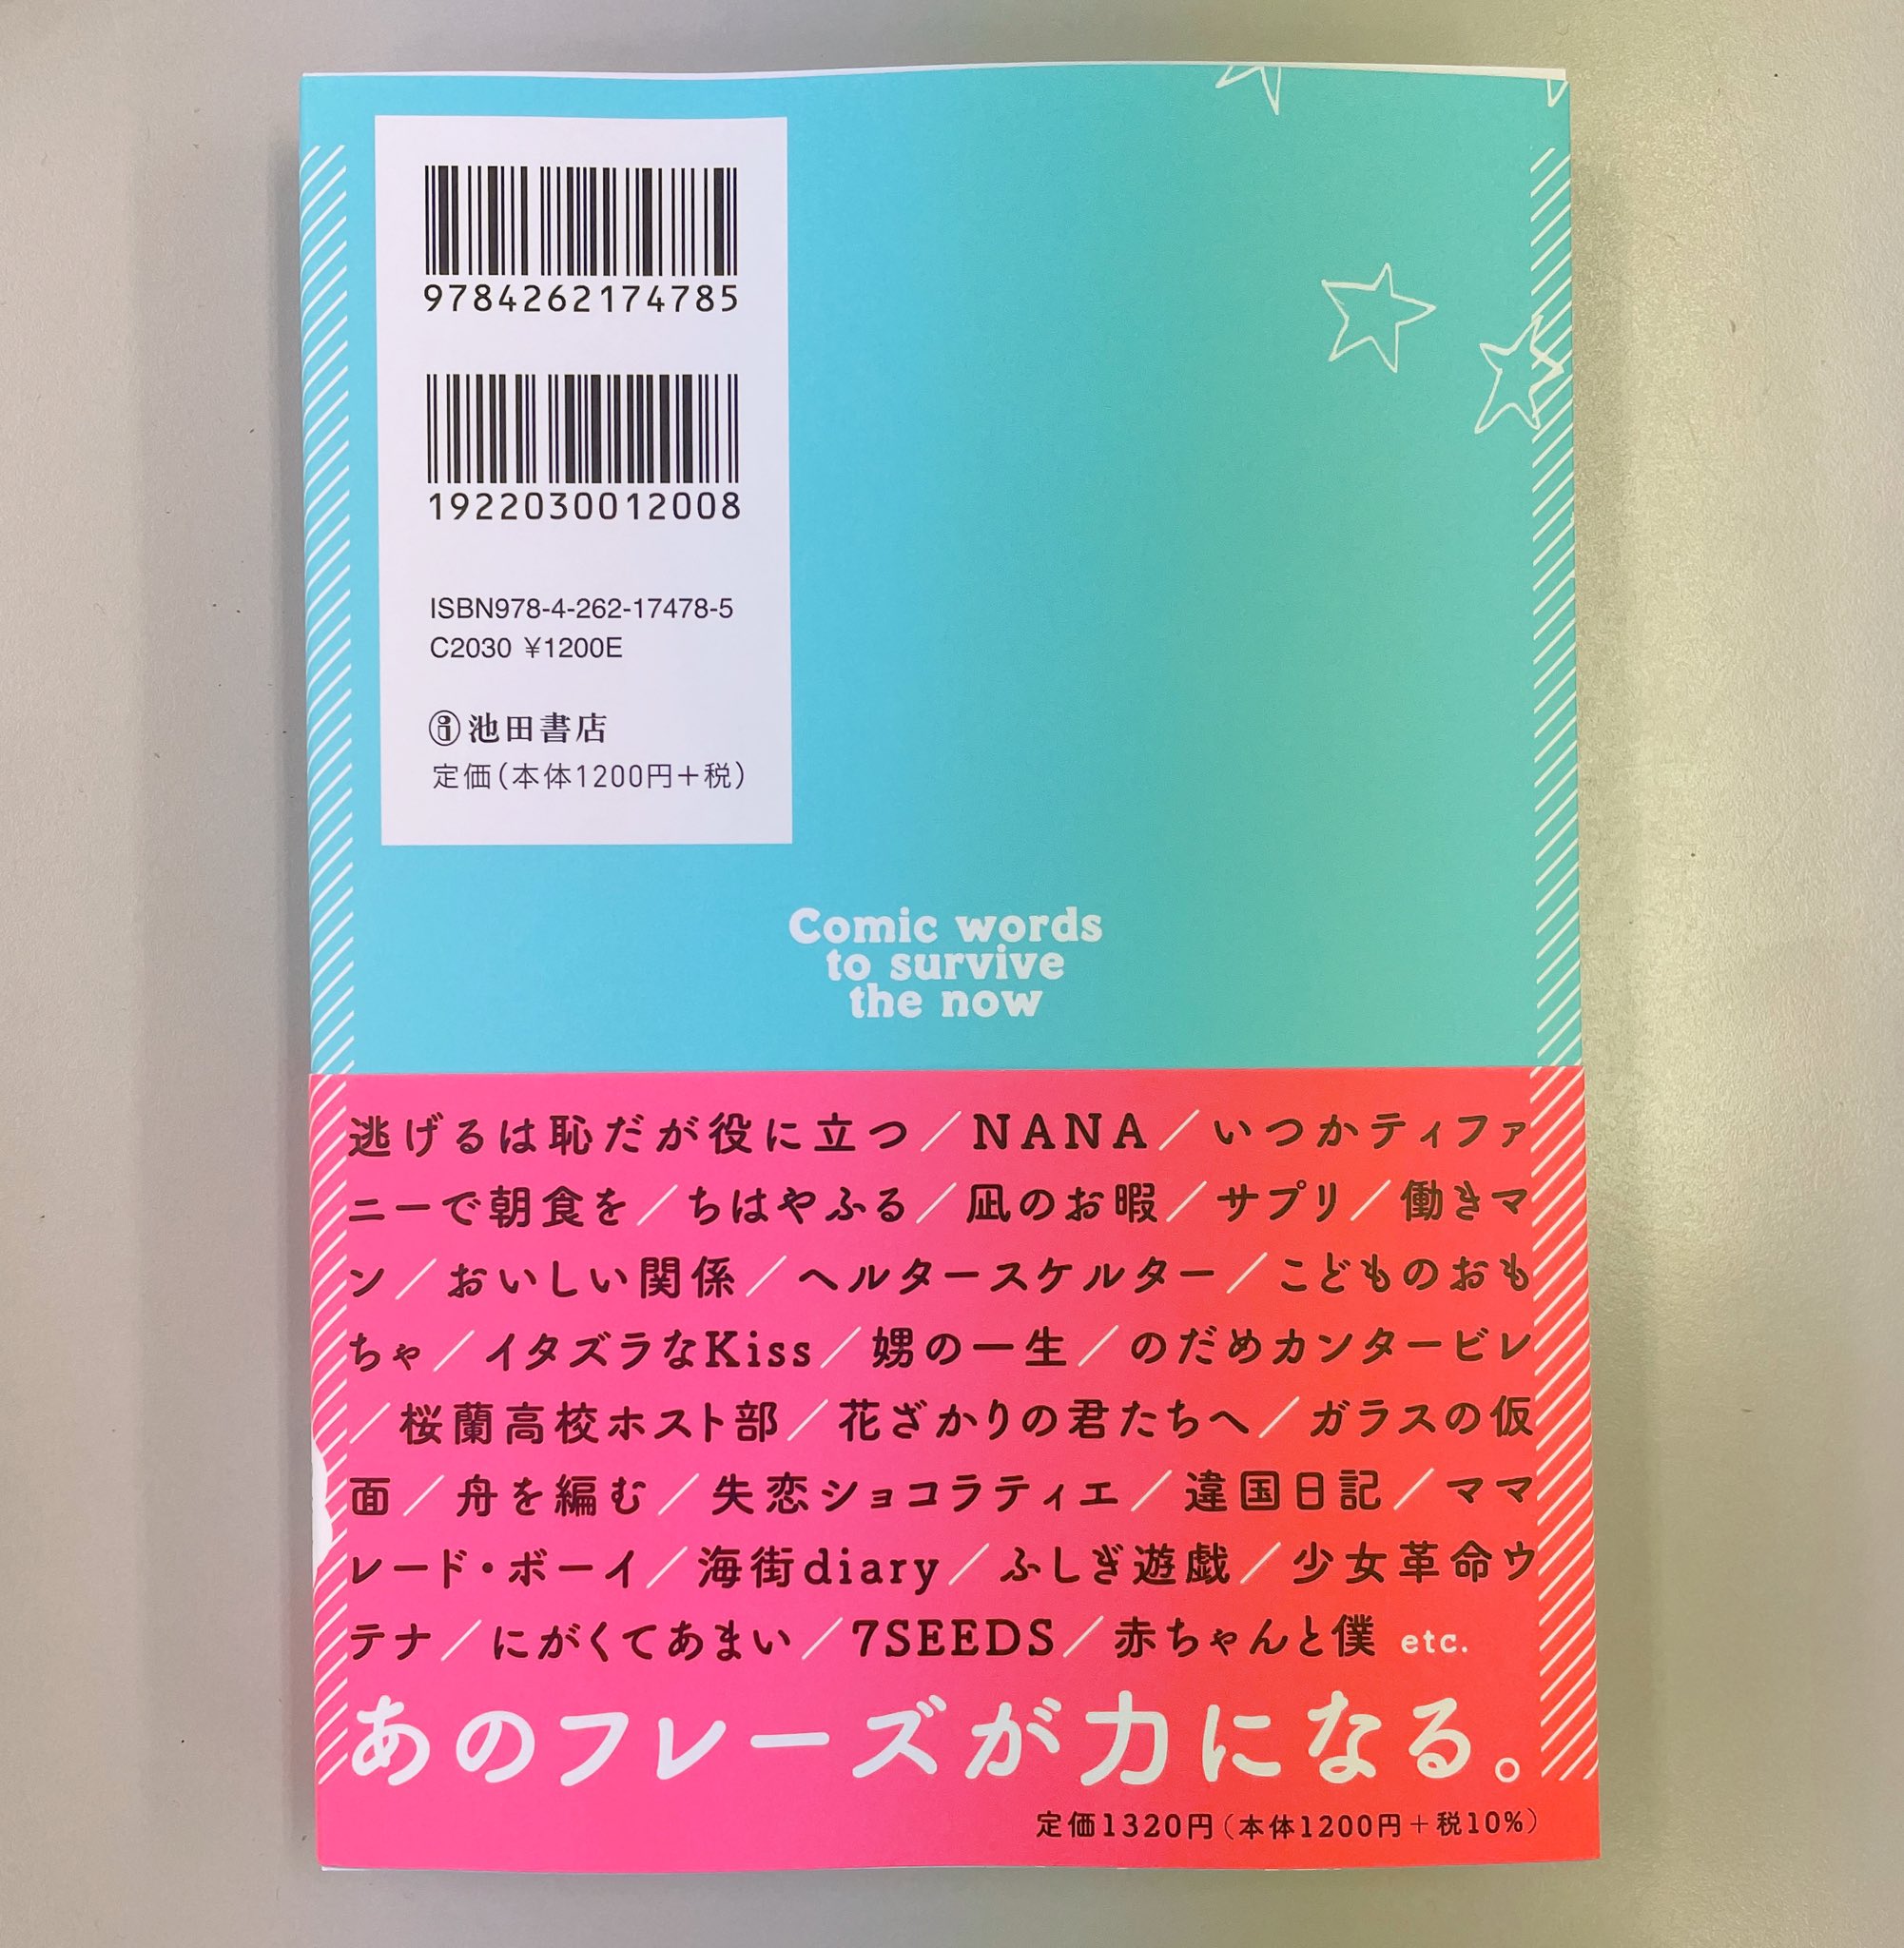 9784262174785
1922030012008
ISBN978-4-262-17478-5
C2030 ¥1200E
池田書店
定価(本体1200円+税)
Comic words
to survive
the now
逃げるは恥だが役に立つ/NANA/いつかティファ
ニーで朝食を/ちはやふる/凪のお暇/サプリ/働きマ
ン/おいしい関係/ヘルタースケルター/こどものおも
ちゃ/イタズラなKiss/娚の一生/のだめカンタービレ
/桜蘭高校ホスト部/花ざかりの君たちへ/ガラスの仮
面/舟を編む/失恋ショコラティエ/違国日記/ママ
レード・ボーイ/海街diary/ふしぎ遊戯/少女革命ウ
テナ/にがくてあまい/7SEEDS/赤ちゃんと僕 etc.
あのフレーズが力になる。
定価1320円(本体1200円+税10%)